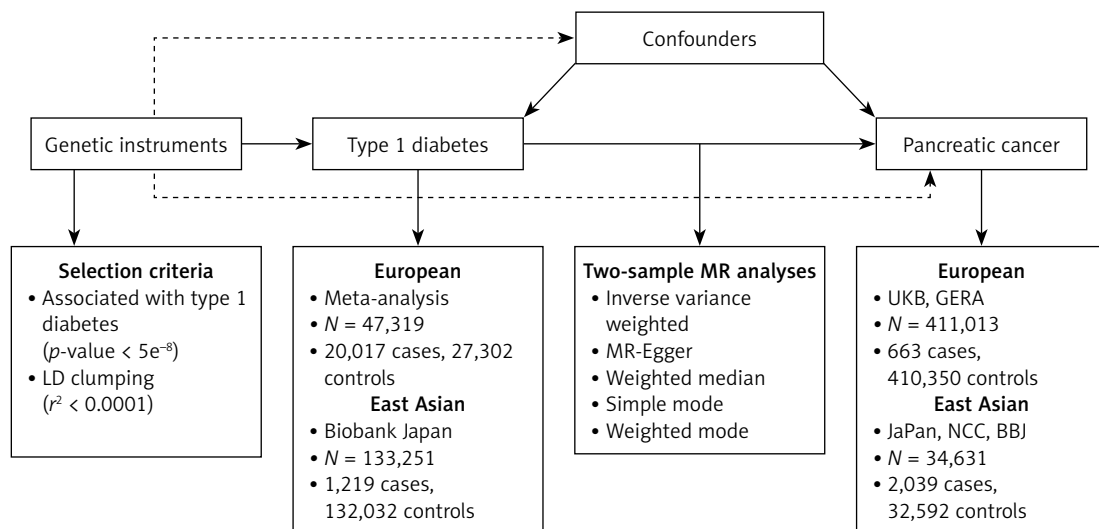 Confounders
Genetic instruments
Type 1 diabetes
Pancreatic cancer
Selection criteria
• Associated with type 1
diabetes
(p-value < 5e⁻⁸)
• LD clumping
(r² < 0.0001)
European
• Meta-analysis
• N = 47,319
• 20,017 cases, 27,302
controls
East Asian
• Biobank Japan
• N = 133,251
• 1,219 cases,
132,032 controls
Two-sample MR analyses
• Inverse variance
weighted
• MR-Egger
• Weighted median
• Simple mode
• Weighted mode
European
• UKB, GERA
• N = 411,013
• 663 cases,
410,350 controls
East Asian
• JaPan, NCC, BBJ
• N = 34,631
• 2,039 cases,
32,592 controls